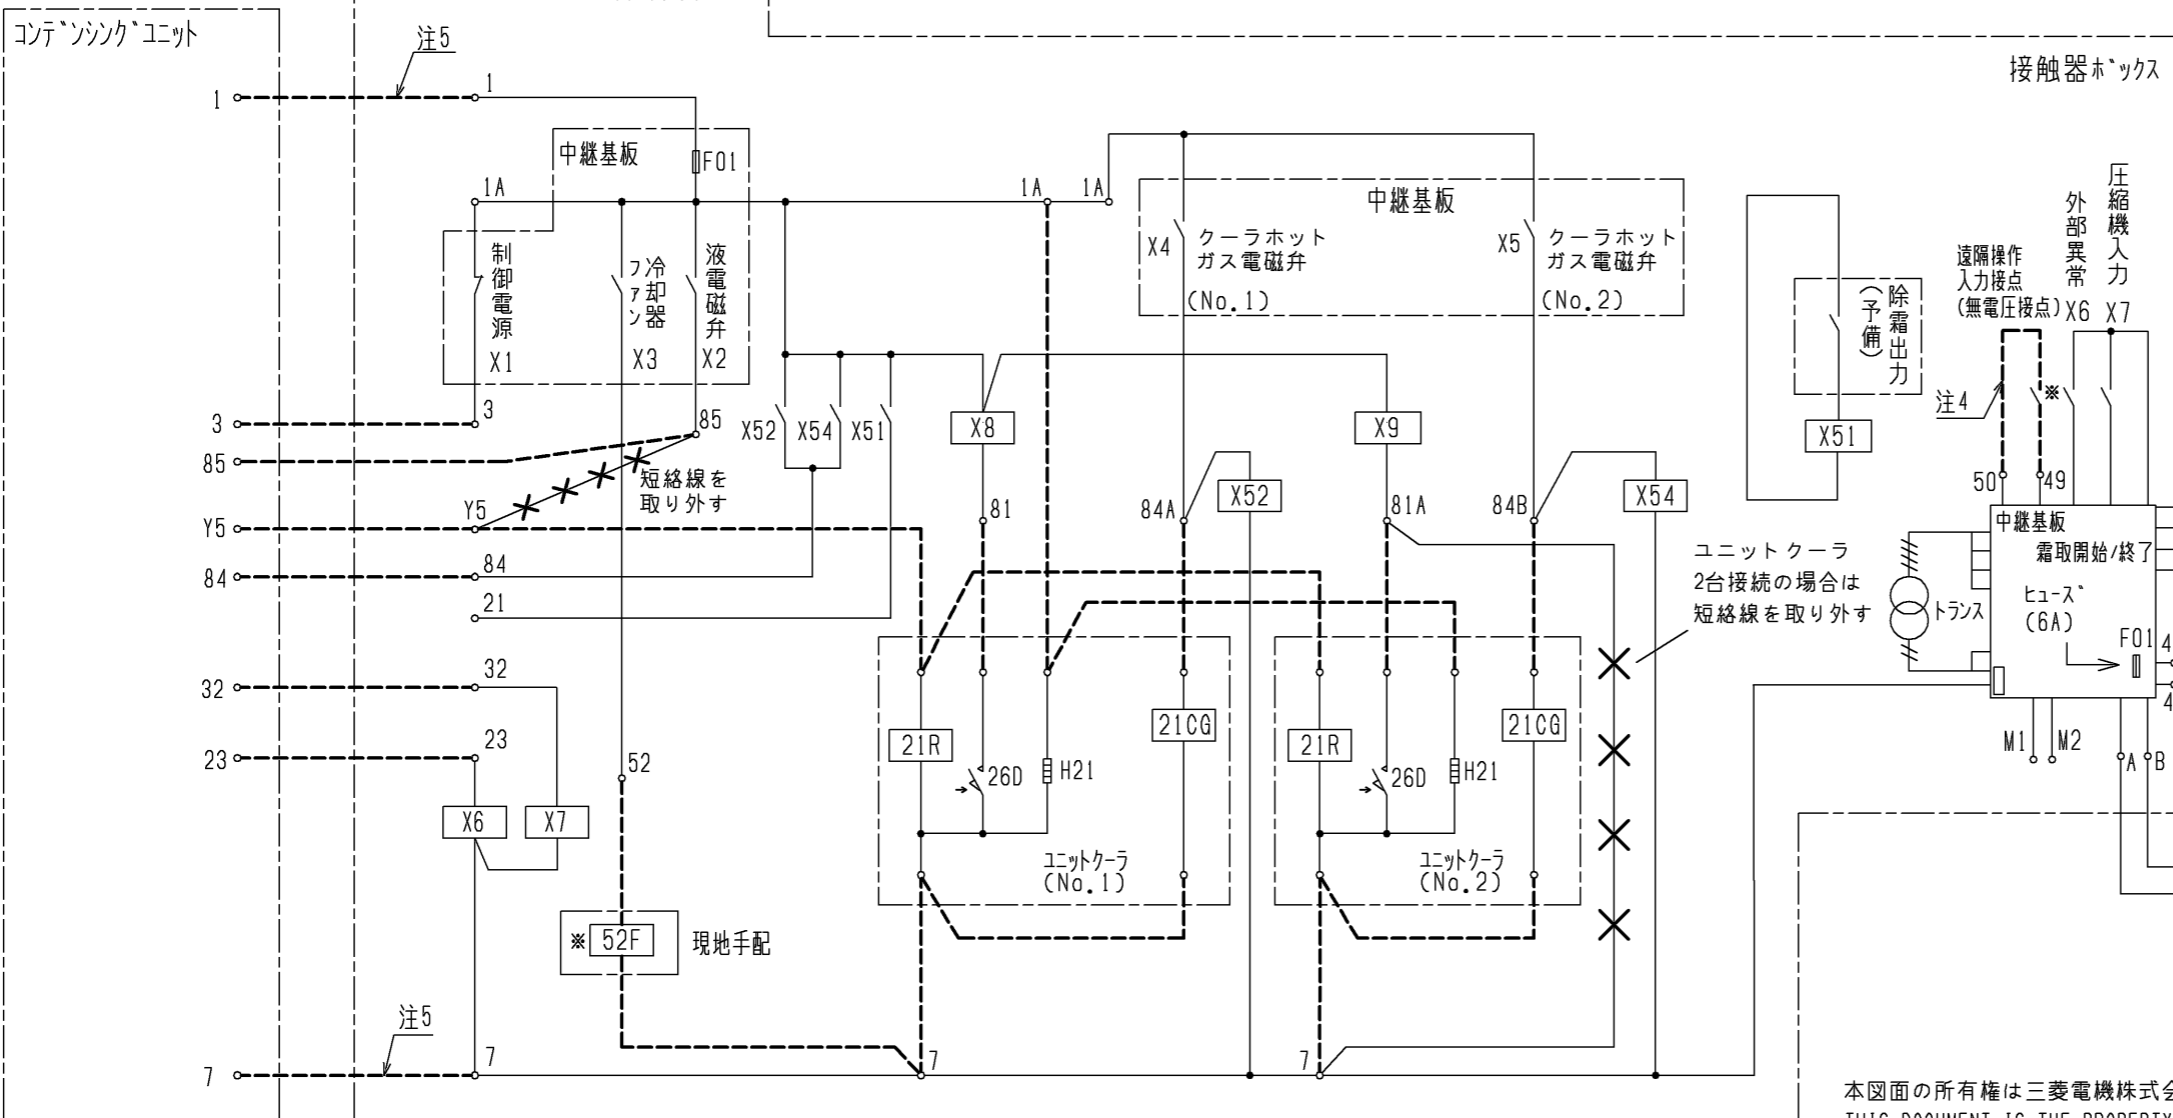 コンデンシングユニット
注5
接触器ボックス
1
1
中継基板
F01
1A
1A
1A
中継基板
制御電源
X1
冷却器ファン
X3
液電磁弁
X2
X4
クーラホット
ガス電磁弁
(No.1)
X5
クーラホット
ガス電磁弁
(No.2)
除霜出力
(予備)
遠隔操作
入力接点
(無電圧接点)
外部異常
X6
圧縮機入力
X7
※
注4
3
3
85
85
X52
X54
X51
X8
X9
X51
短絡線を
取り外す
Y5
Y5
81
84A
X52
81A
84B
X54
50
49
中継基板
霜取開始/終了
ヒューズ
(6A)
F01
トランス
4
4
M1
M2
A
B
ユニットクーラ
2台接続の場合は
短絡線を取り外す
84
84
21
32
32
23
23
X6
X7
52
21R
26D
H21
21CG
ユニットクーラ
(No.1)
21R
26D
H21
21CG
ユニットクーラ
(No.2)
※
52F
現地手配
注5
7
7
7
7
本図面の所有権は三菱電機株式会
THIS DOCUMENT IS THE PROPERTY